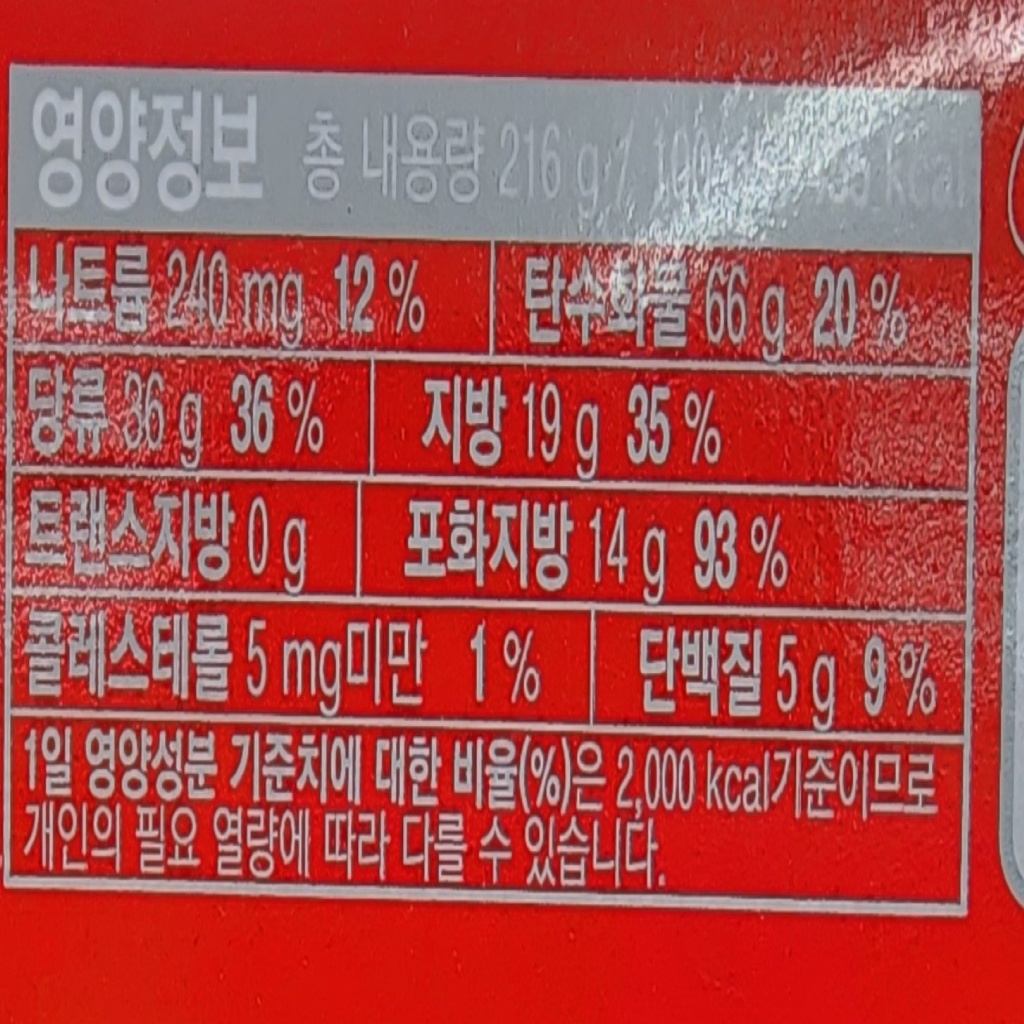 영양정보 총 내용량 216 g/ kcal
나트륨 240 mg 12 % 탄수화물 66 g 20 %
당류 36 g 36 % 지방 19 g 35 %
트랜스지방 0 g 포화지방 14 g 93 %
콜레스테롤 5 mg미만 1 % 단백질 5 g 9 %
1일 영양성분 기준치에 대한 비율(%)은 2,000 kcal기준이므로
개인의 필요 열량에 따라 다를 수 있습니다.